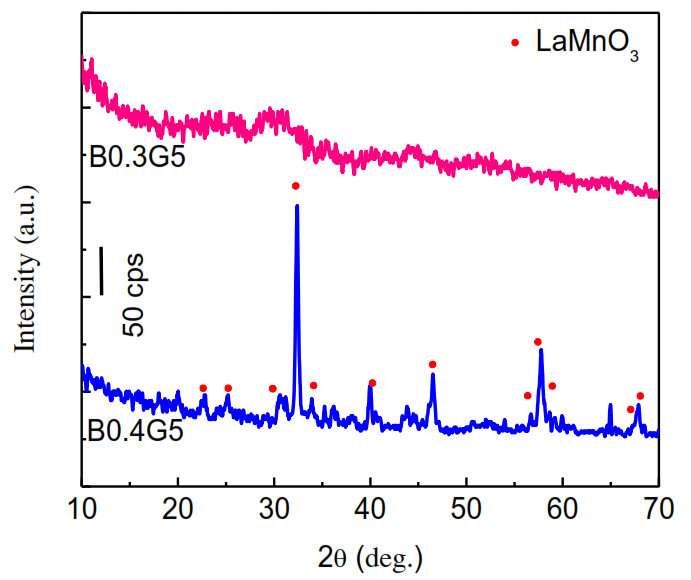 LaMnO3
B0.3G5
Intensity (a.u.)
50 cps
B0.4G5
10 20 30 40 50 60 70
2θ (deg.)